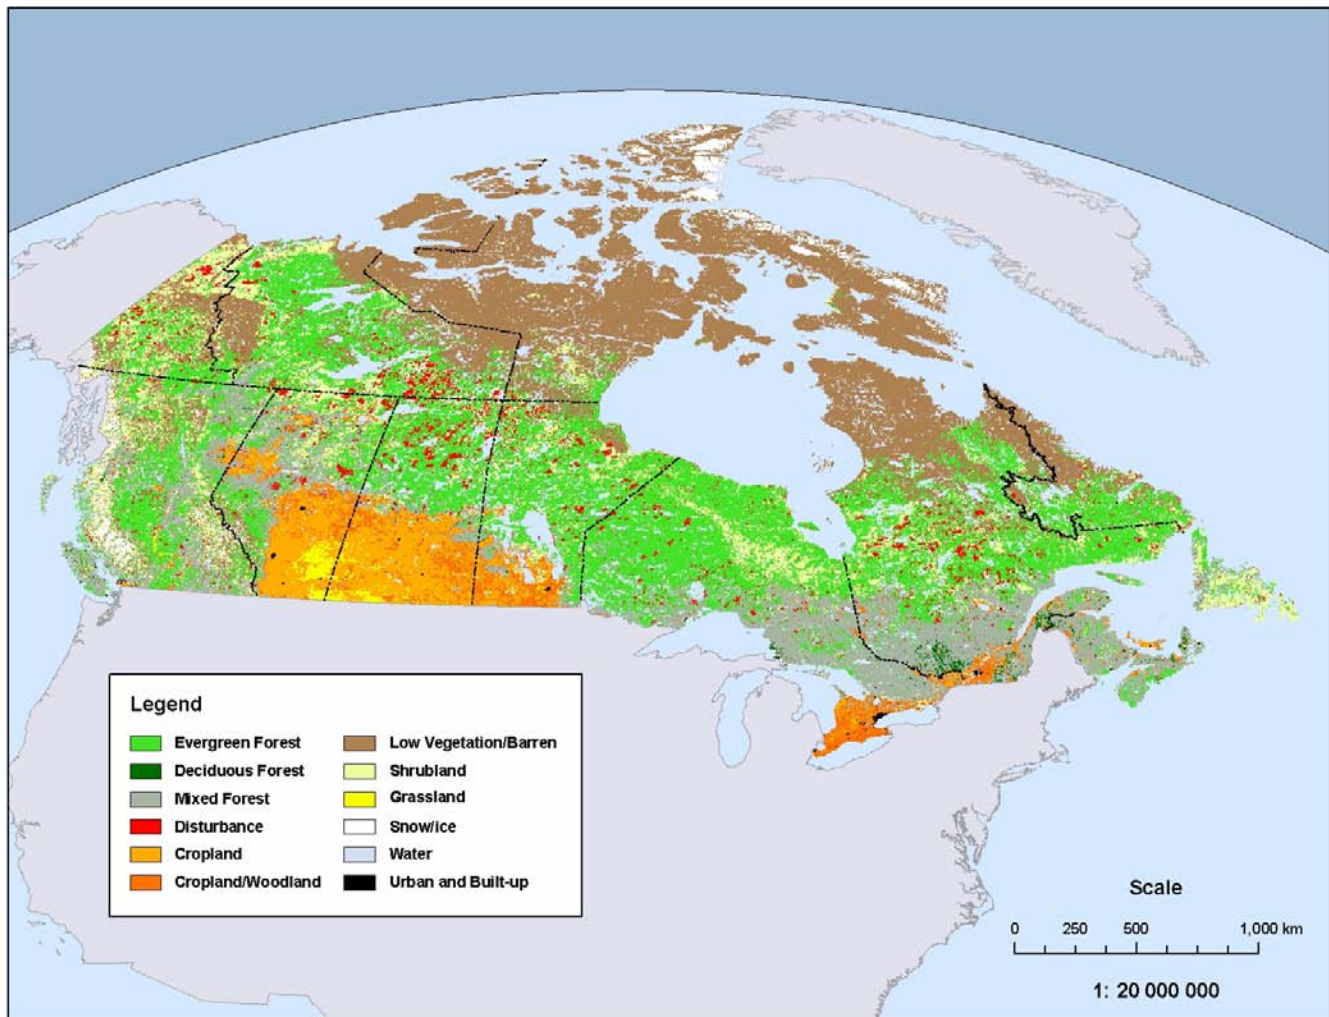 Legend
Evergreen Forest
Deciduous Forest
Mixed Forest
Disturbance
Cropland
Cropland/Woodland
Low Vegetation/Barren
Shrubland
Grassland
Snow/ice
Water
Urban and Built-up
Scale
0 250 500 1,000 km
1: 20 000 000